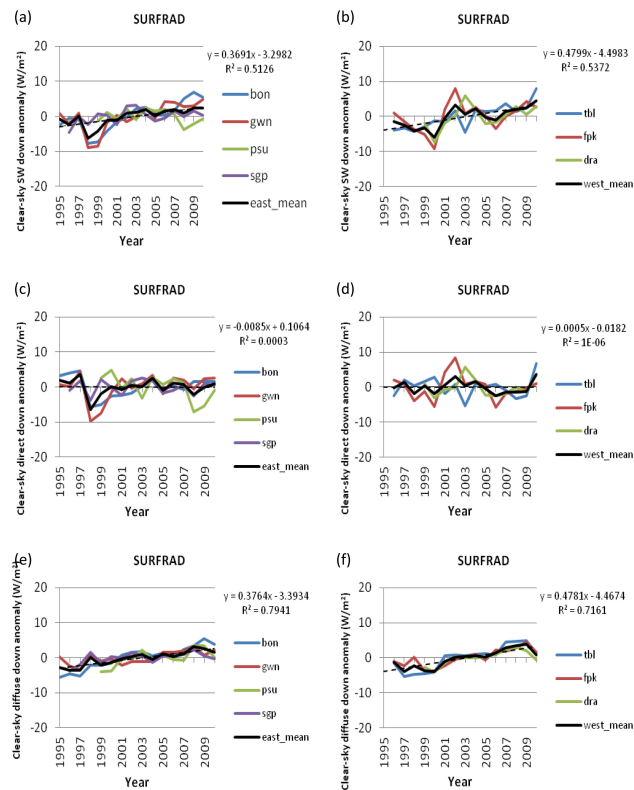 (a)
SURFRAD
Clear-sky SW down anomaly (W/m²)
20
10
0
-10
-20
1995
1997
1999
2001
2003
2005
2007
2009
Year
y = 0.3691x - 3.2982
R² = 0.5126
bon
gwn
psu
sgp
east_mean
(b)
SURFRAD
Clear-sky SW down anomaly (W/m²)
20
10
0
-10
-20
1995
1997
1999
2001
2003
2005
2007
2009
Year
y = 0.4799x - 4.4983
R² = 0.5372
tbl
fpk
dra
west_mean
(c)
SURFRAD
Clear-sky direct down anomaly (W/m²)
20
10
0
-10
-20
1995
1997
1999
2001
2003
2005
2007
2009
Year
y = -0.0085x + 0.1064
R² = 0.0003
bon
gwn
psu
sgp
east_mean
(d)
SURFRAD
Clear-sky direct down anomaly (W/m²)
20
10
0
-10
-20
1995
1997
1999
2001
2003
2005
2007
2009
Year
y = 0.0005x - 0.0182
R² = 1E-06
tbl
fpk
dra
west_mean
(e)
SURFRAD
Clear-sky diffuse down anomaly (W/m²)
20
10
0
-10
-20
1995
1997
1999
2001
2003
2005
2007
2009
Year
y = 0.3764x - 3.3934
R² = 0.7941
bon
gwn
psu
sgp
east_mean
(f)
SURFRAD
Clear-sky diffuse down anomaly (W/m²)
20
10
0
-10
-20
1995
1997
1999
2001
2003
2005
2007
2009
Year
y = 0.4781x - 4.4674
R² = 0.7161
tbl
fpk
dra
west_mean